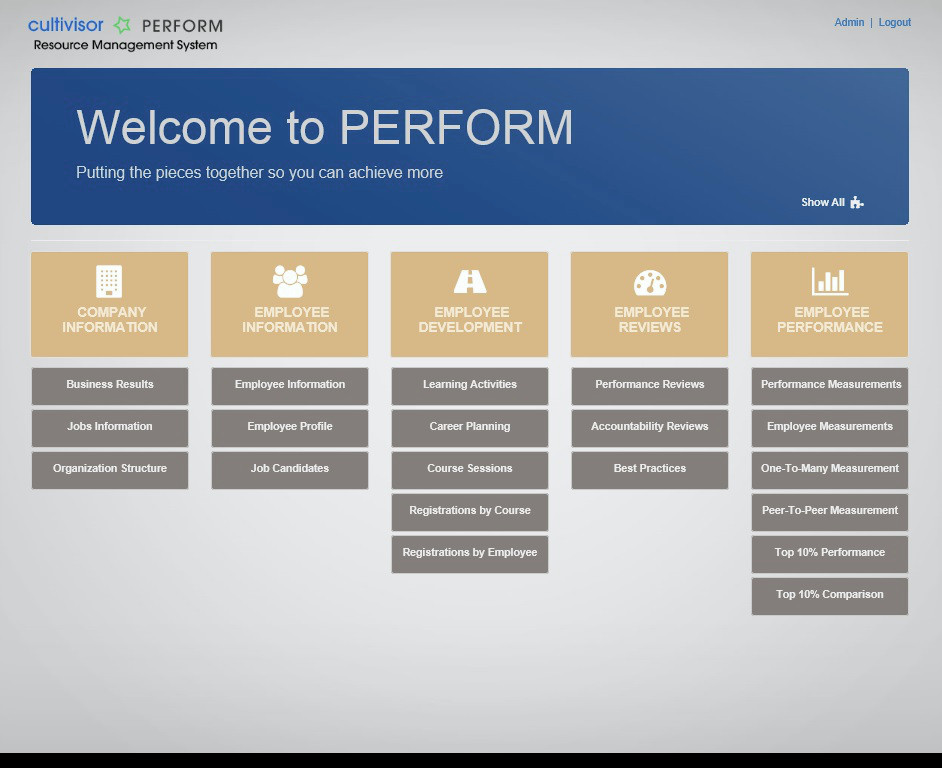 cultivisor PERFORM
Resource Management System
Admin | Logout
Welcome to PERFORM
Putting the pieces together so you can achieve more
Show All
COMPANY
INFORMATION
Business Results
Jobs Information
Organization Structure
EMPLOYEE
INFORMATION
Employee Information
Employee Profile
Job Candidates
EMPLOYEE
DEVELOPMENT
Learning Activities
Career Planning
Course Sessions
Registrations by Course
Registrations by Employee
EMPLOYEE
REVIEWS
Performance Reviews
Accountability Reviews
Best Practices
EMPLOYEE
PERFORMANCE
Performance Measurements
Employee Measurements
One-To-Many Measurement
Peer-To-Peer Measurement
Top 10% Performance
Top 10% Comparison